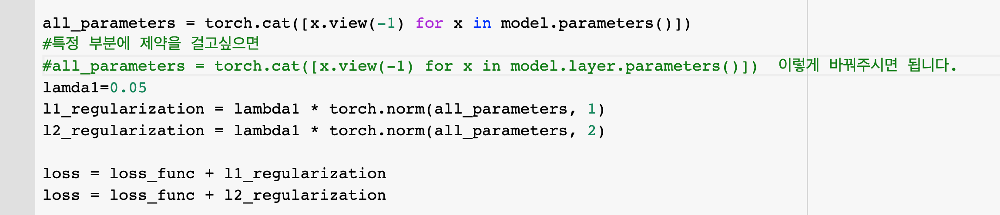 all_parameters = torch.cat([x.view(-1) for x in model.parameters()])
#특정 부분에 제약을 걸고싶으면
#all_parameters = torch.cat([x.view(-1) for x in model.layer.parameters()])  이렇게 바꿔주시면 됩니다.
lamda1=0.05
l1_regularization = lambda1 * torch.norm(all_parameters, 1)
l2_regularization = lambda1 * torch.norm(all_parameters, 2)
loss = loss_func + l1_regularization
loss = loss_func + l2_regularization